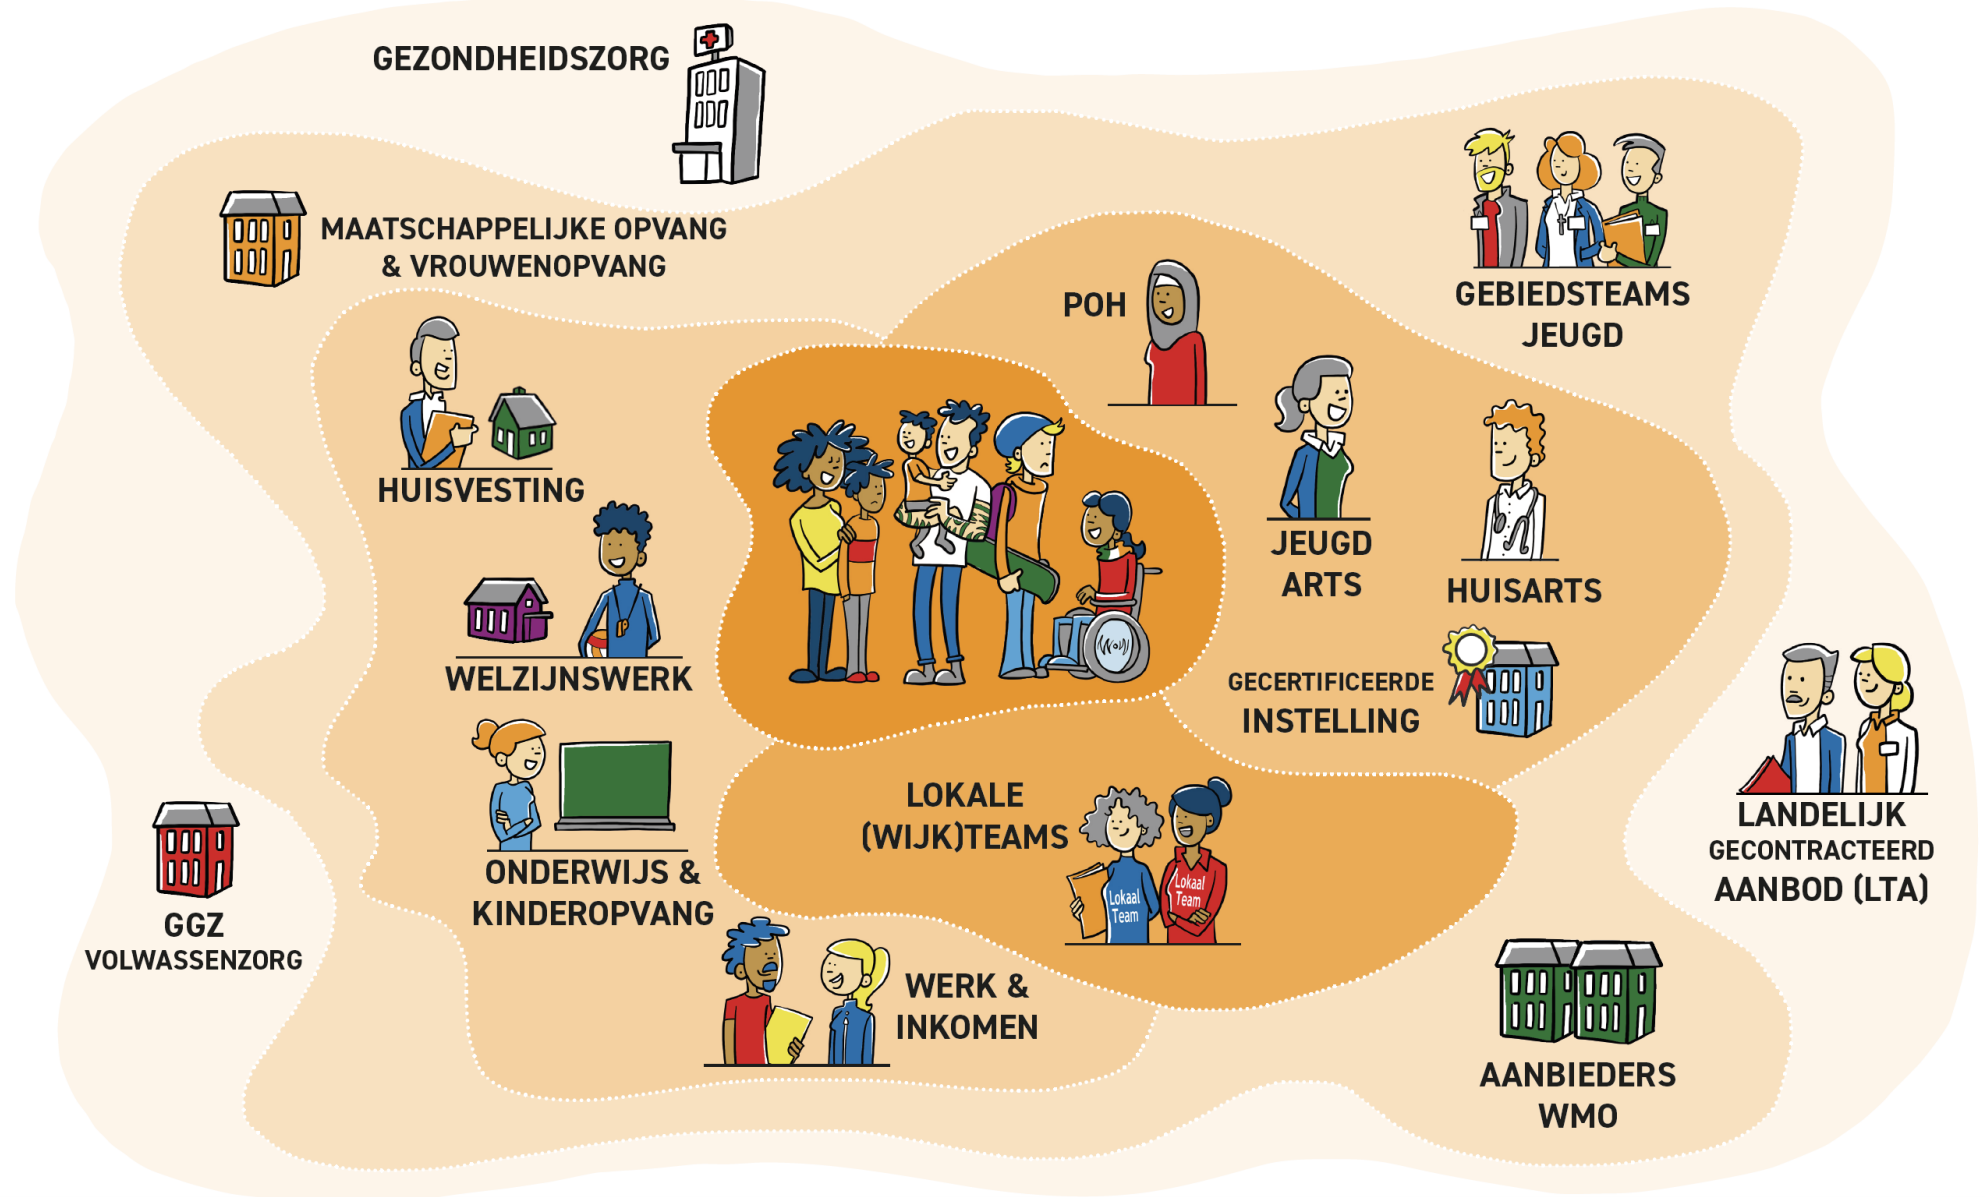 GEZONDHEIDSZORG
MAATSCHAPPELIJKE OPVANG
& VROUWENOPVANG
GEBIEDSTEAMS
JEUGD
POH
HUISVESTING
JEUGD
ARTS
HUISARTS
WELZIJNSWERK
WOW
GECERTIFICEERDE
INSTELLING
LOKALE
(WIJK)TEAMS
Lokaal
Team
Lokaal
Team
LANDELIJK
GECONTRACTEERD
AANBOD (LTA)
ONDERWIJS &
KINDEROPVANG
GGZ
VOLWASSENZORG
WERK &
INKOMEN
AANBIEDERS
WMO